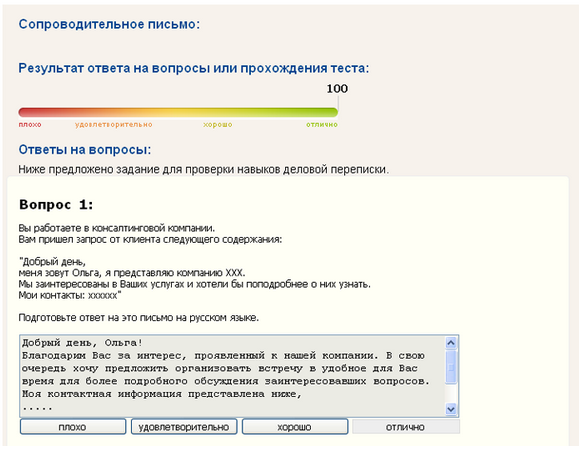 Сопроводительное письмо:
Результат ответа на вопросы или прохождения теста:
100
плохо удовлетворительно хорошо отлично
Ответы на вопросы:
Ниже предложено задание для проверки навыков деловой переписки.
Вопрос 1:
Вы работаете в консалтинговой компании.
Вам пришел запрос от клиента следующего содержания:
"Добрый день,
меня зовут Ольга, я представляю компанию XXX.
Мы заинтересованы в Ваших услугах и хотели бы поподробнее о них узнать.
Мои контакты: xxxxxx"
Подготовьте ответ на это письмо на русском языке.
Добрый день, Ольга!
Благодарим Вас за интерес, проявленный к нашей компании. В свою
очередь хочу предложить организовать встречу в удобное для Вас
время для более подробного обсуждения заинтересовавших вопросов.
Моя контактная информация представлена ниже,
.....
плохо удовлетворительно хорошо отлично